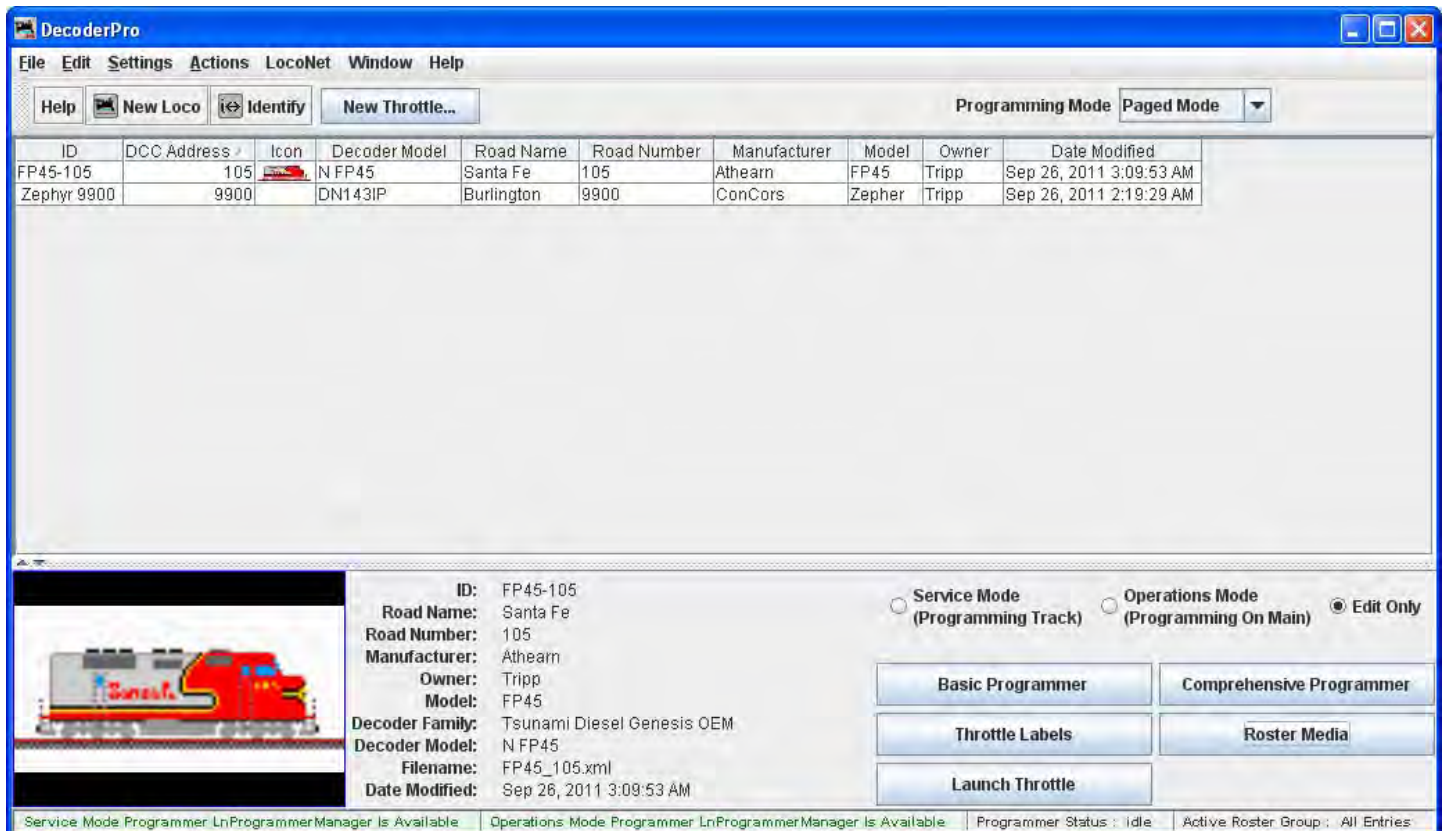 DecoderPro
File Edit Settings Actions LocoNet Window Help
Help New Loco Identify New Throttle... Programming Mode Paged Mode
ID DCC Address Icon Decoder Model Road Name Road Number Manufacturer Model Owner Date Modified
FP45-105 105 N FP45 Santa Fe 105 Athearn FP45 Tripp Sep 26, 2011 3:09:53 AM
Zephyr 9900 9900 DN143IP Burlington 9900 ConCors Zepher Tripp Sep 26, 2011 2:19:29 AM
ID: FP45-105
Road Name: Santa Fe
Road Number: 105
Manufacturer: Athearn
Owner: Tripp
Model: FP45
Decoder Family: Tsunami Diesel Genesis OEM
Decoder Model: N FP45
Filename: FP45_105.xml
Date Modified: Sep 26, 2011 3:09:53 AM
Santa Fe
Service Mode
(Programming Track)
Operations Mode
(Programming On Main)
Edit Only
Basic Programmer Comprehensive Programmer
Throttle Labels Roster Media
Launch Throttle
Service Mode Programmer LnProgrammerManager Is Available Operations Mode Programmer LnProgrammerManager Is Available Programmer Status : idle Active Roster Group : All Entries